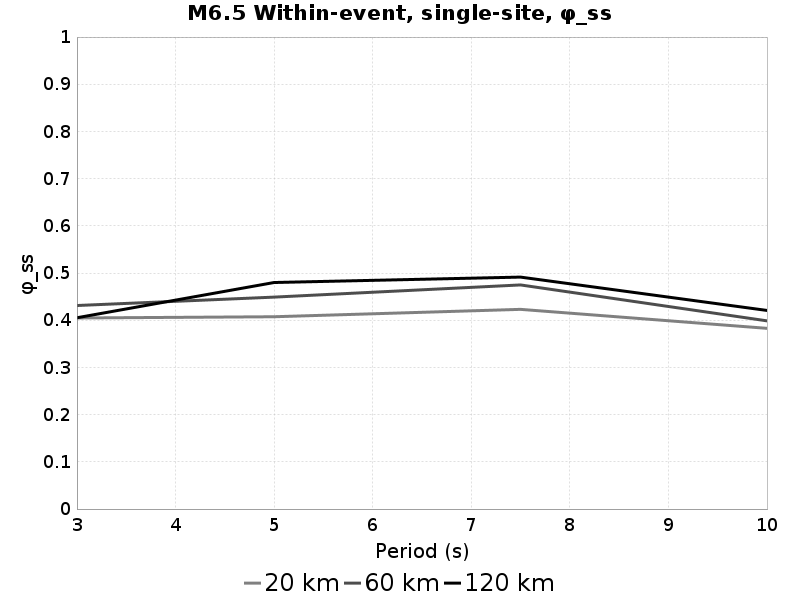 M6.5 Within-event, single-site, φ_ss
1
0.9
0.8
0.7
0.6
0.5
0.4
0.3
0.2
0.1
0
φ_ss
3 4 5 6 7 8 9 10
Period (s)
20 km 60 km 120 km